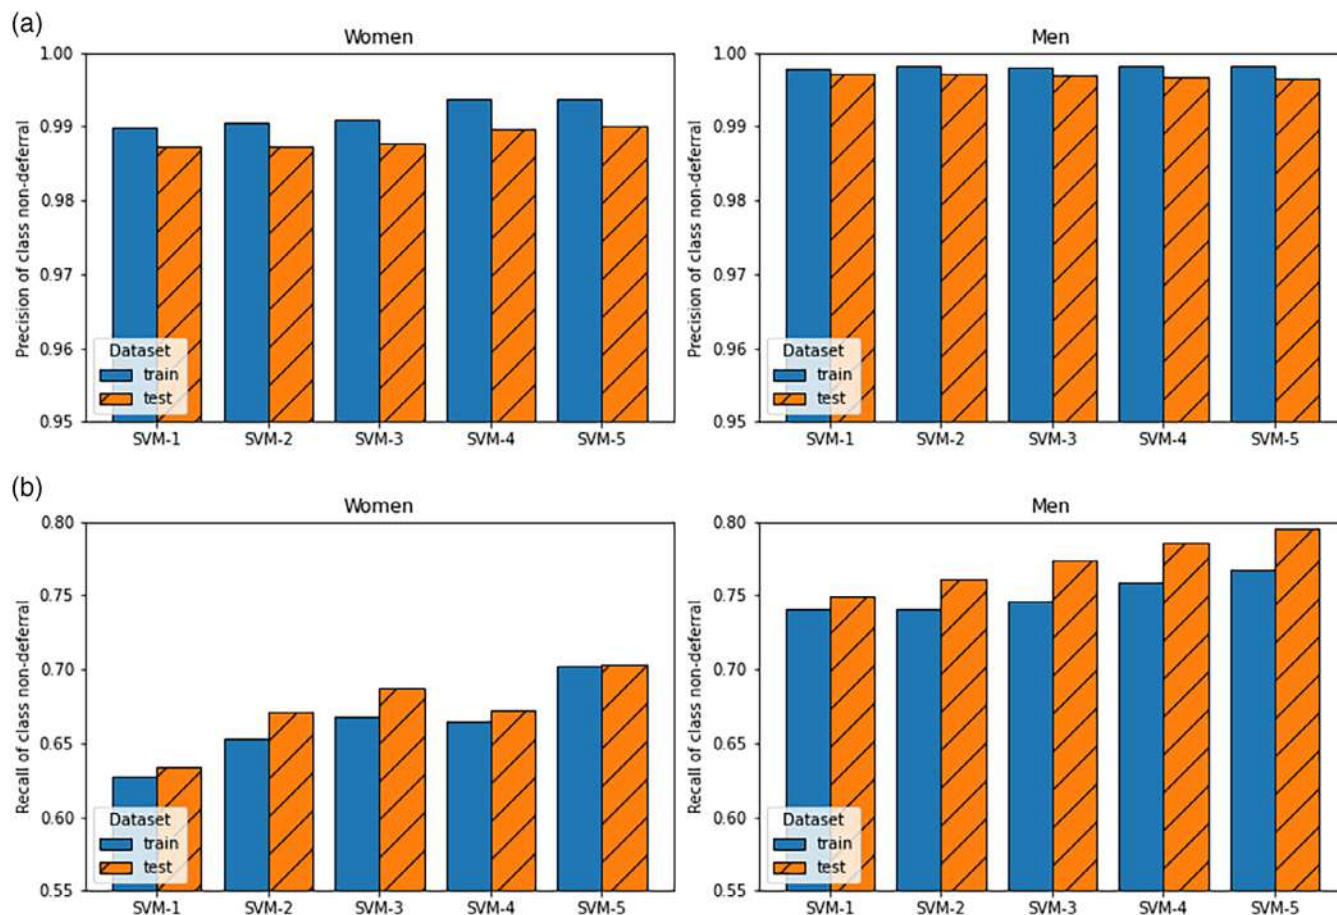 (a)
Women
Precision of class non-deferral
1.00
0.99
0.98
0.97
0.96
0.95
Dataset
train
test
SVM-1 SVM-2 SVM-3 SVM-4 SVM-5
Men
Precision of class non-deferral
1.00
0.99
0.98
0.97
0.96
0.95
Dataset
train
test
SVM-1 SVM-2 SVM-3 SVM-4 SVM-5
(b)
Women
Recall of class non-deferral
0.80
0.75
0.70
0.65
0.60
0.55
Dataset
train
test
SVM-1 SVM-2 SVM-3 SVM-4 SVM-5
Men
Recall of class non-deferral
0.80
0.75
0.70
0.65
0.60
0.55
Dataset
train
test
SVM-1 SVM-2 SVM-3 SVM-4 SVM-5